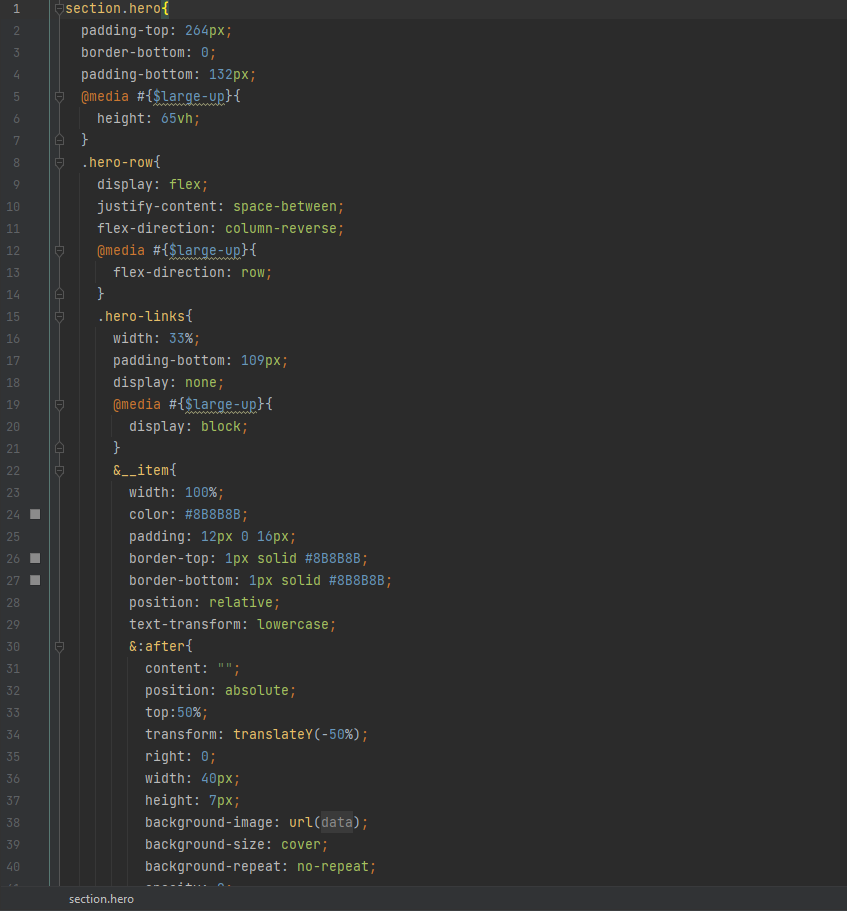 1 section.hero{
2 padding-top: 264px;
3 border-bottom: 0;
4 padding-bottom: 132px;
5 @media #{$large-up}{
6 height: 65vh;
7 }
8 .hero-row{
9 display: flex;
10 justify-content: space-between;
11 flex-direction: column-reverse;
12 @media #{$large-up}{
13 flex-direction: row;
14 }
15 .hero-links{
16 width: 33%;
17 padding-bottom: 109px;
18 display: none;
19 @media #{$large-up}{
20 display: block;
21 }
22 &__item{
23 width: 100%;
24 color: #8B8B8B;
25 padding: 12px 0 16px;
26 border-top: 1px solid #8B8B8B;
27 border-bottom: 1px solid #8B8B8B;
28 position: relative;
29 text-transform: lowercase;
30 &:after{
31 content: "";
32 position: absolute;
33 top:50%;
34 transform: translateY(-50%);
35 right: 0;
36 width: 40px;
37 height: 7px;
38 background-image: url(data);
39 background-size: cover;
40 background-repeat: no-repeat;
section.hero